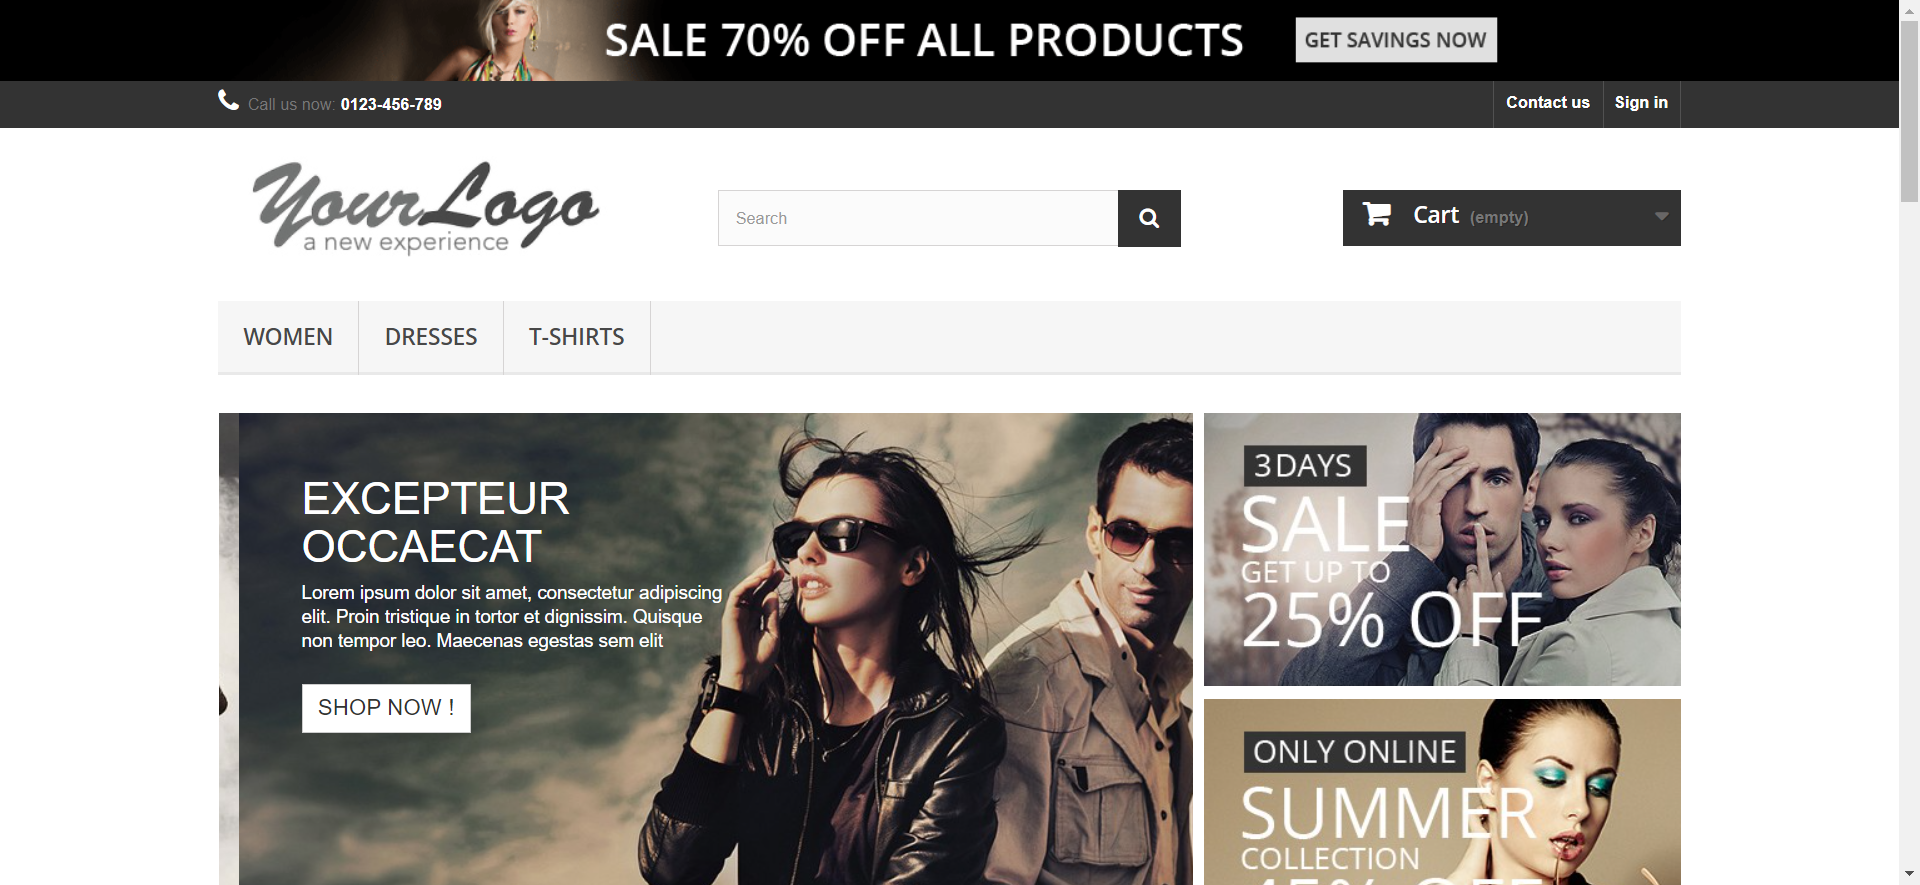 SALE 70% OFF ALL PRODUCTS
GET SAVINGS NOW
Call us now: 0123-456-789
Contact us
Sign in
YourLogo
a new experience
Search
Cart (empty)
WOMEN
DRESSES
T-SHIRTS
EXCEPTEUR
OCCAECAT
Lorem ipsum dolor sit amet, consectetur adipiscing
elit. Proin tristique in tortor et dignissim. Quisque
non tempor leo. Maecenas egestas sem elit
SHOP NOW !
3 DAYS
SALE
GET UP TO
25% OFF
ONLY ONLINE
SUMMER
COLLECTION